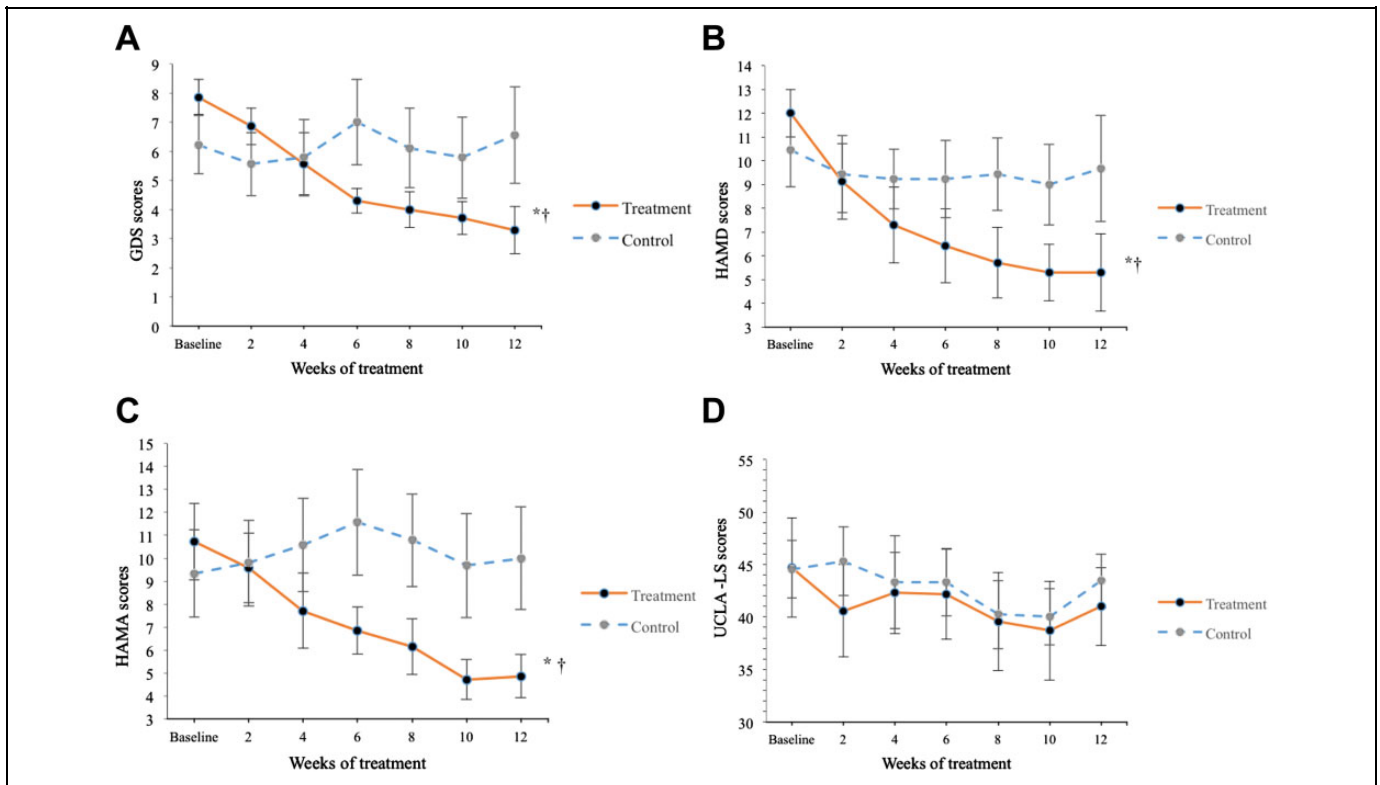 A
9
8
7
6
5
4
3
2
1
0
GDS scores
Baseline 2 4 6 8 10 12
Weeks of treatment
*†
Treatment
Control
B
14
13
12
11
10
9
8
7
6
5
4
3
HAMD scores
Baseline 2 4 6 8 10 12
Weeks of treatment
*†
Treatment
Control
C
15
14
13
12
11
10
9
8
7
6
5
4
3
HAMA scores
Baseline 2 4 6 8 10 12
Weeks of treatment
* †
Treatment
Control
D
55
50
45
40
35
30
UCLA -LS scores
Baseline 2 4 6 8 10 12
Weeks of treatment
Treatment
Control